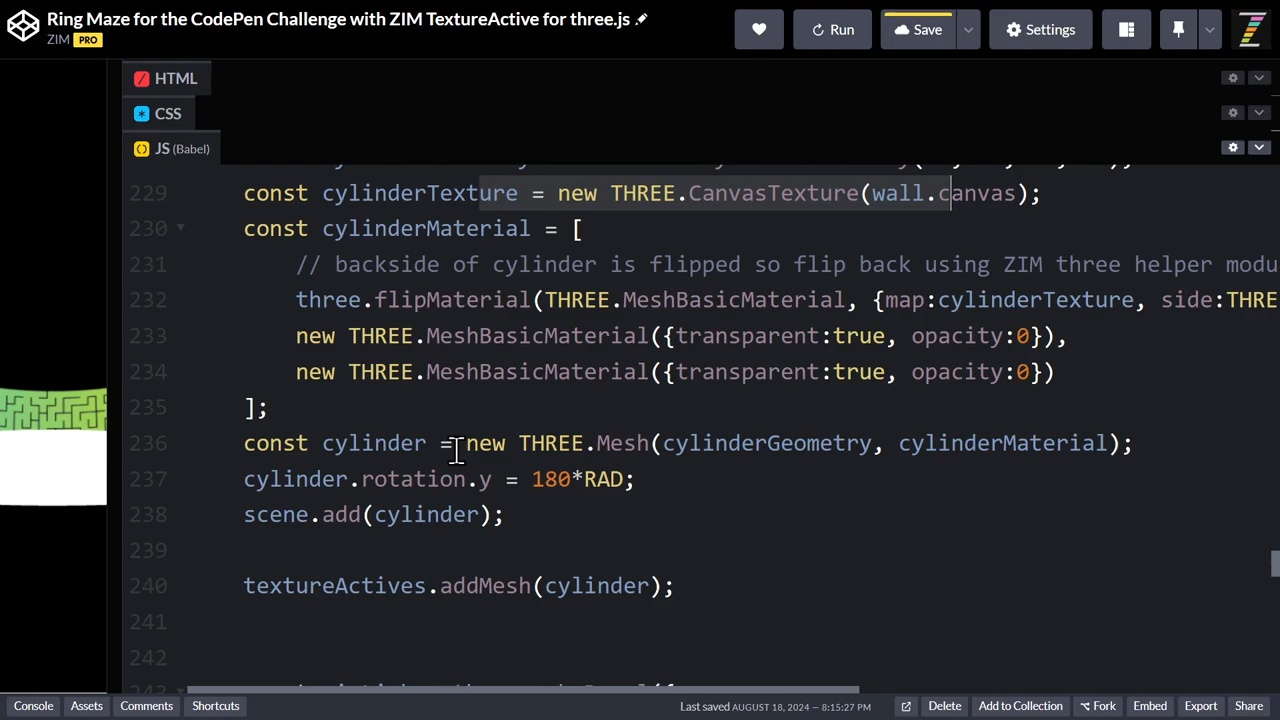 Ring Maze for the CodePen Challenge with ZIM TextureActive for three.js
ZIM PRO
Run
Save
Settings
HTML
CSS
JS (Babel)
229 const cylinderTexture = new THREE.CanvasTexture(wall.canvas);
230 const cylinderMaterial = [
231 // backside of cylinder is flipped so flip back using ZIM three helper modu
232 three.flipMaterial(THREE.MeshBasicMaterial, {map:cylinderTexture, side:THRE
233 new THREE.MeshBasicMaterial({transparent:true, opacity:0}),
234 new THREE.MeshBasicMaterial({transparent:true, opacity:0})
235 ];
236 const cylinder = new THREE.Mesh(cylinderGeometry, cylinderMaterial);
237 cylinder.rotation.y = 180*RAD;
238 scene.add(cylinder);
239
240 textureActives.addMesh(cylinder);
241
242
Console Assets Comments Shortcuts Last saved AUGUST 18, 2024 — 8:15:27 PM Delete Add to Collection Fork Embed Export Share